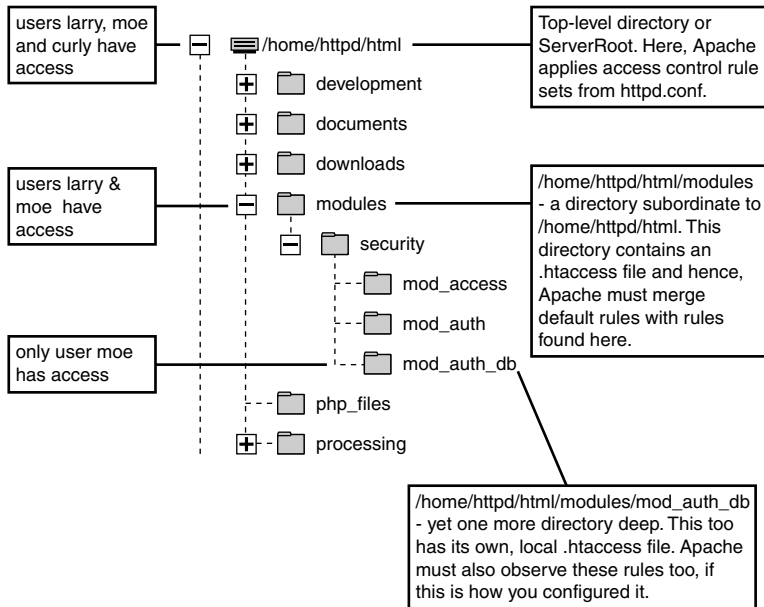 users larry, moe
and curly have
access
/home/httpd/html
Top-level directory or
ServerRoot. Here, Apache
applies access control rule
sets from httpd.conf.
development
documents
downloads
users larry &
moe have
access
modules
/home/httpd/html/modules
- a directory subordinate to
/home/httpd/html. This
directory contains an
.htaccess file and hence,
Apache must merge
default rules with rules
found here.
security
mod_access
mod_auth
only user moe
has access
mod_auth_db
php_files
processing
/home/httpd/html/modules/mod_auth_db
- yet one more directory deep. This too
has its own, local .htaccess file. Apache
must also observe these rules too, if
this is how you configured it.